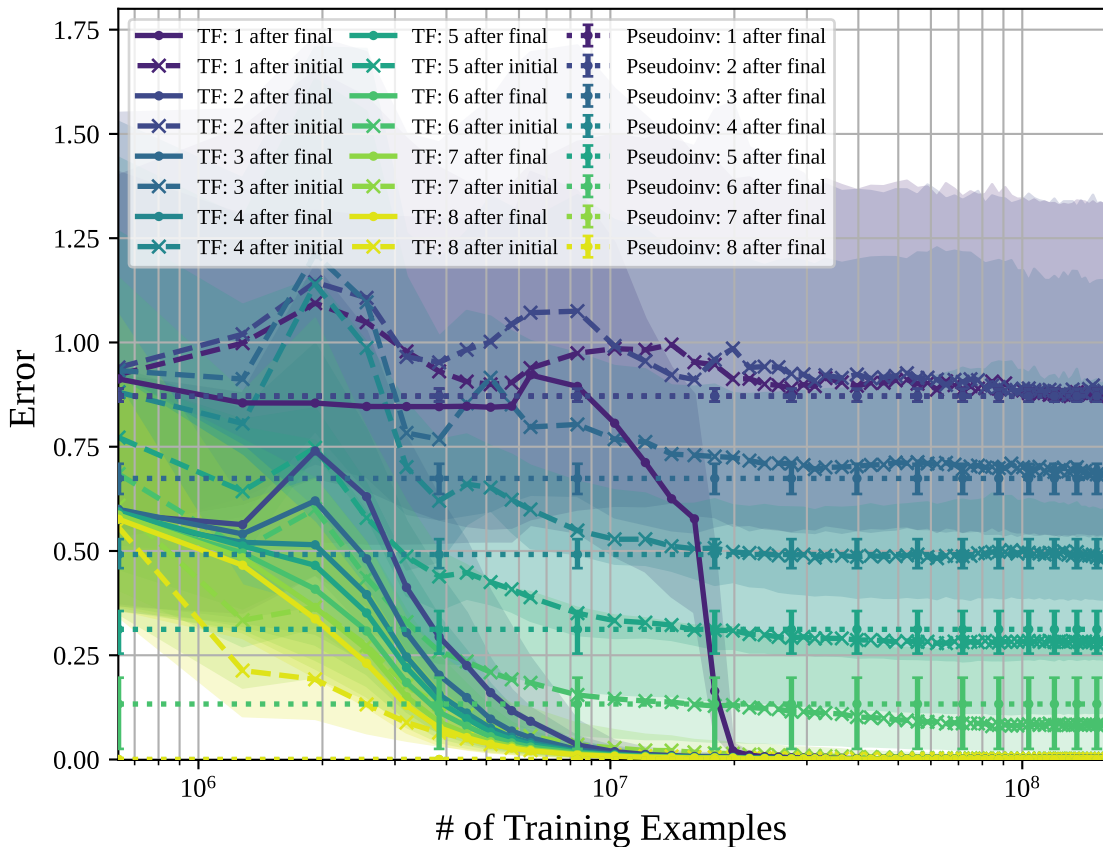 1.75
1.50
1.25
1.00
0.75
0.50
0.25
0.00
Error
TF: 1 after final
TF: 1 after initial
TF: 2 after final
TF: 2 after initial
TF: 3 after final
TF: 3 after initial
TF: 4 after final
TF: 4 after initial
TF: 5 after final
TF: 5 after initial
TF: 6 after final
TF: 6 after initial
TF: 7 after final
TF: 7 after initial
TF: 8 after final
TF: 8 after initial
Pseudoinv: 1 after final
Pseudoinv: 2 after final
Pseudoinv: 3 after final
Pseudoinv: 4 after final
Pseudoinv: 5 after final
Pseudoinv: 6 after final
Pseudoinv: 7 after final
Pseudoinv: 8 after final
10⁶
10⁷
10⁸
# of Training Examples